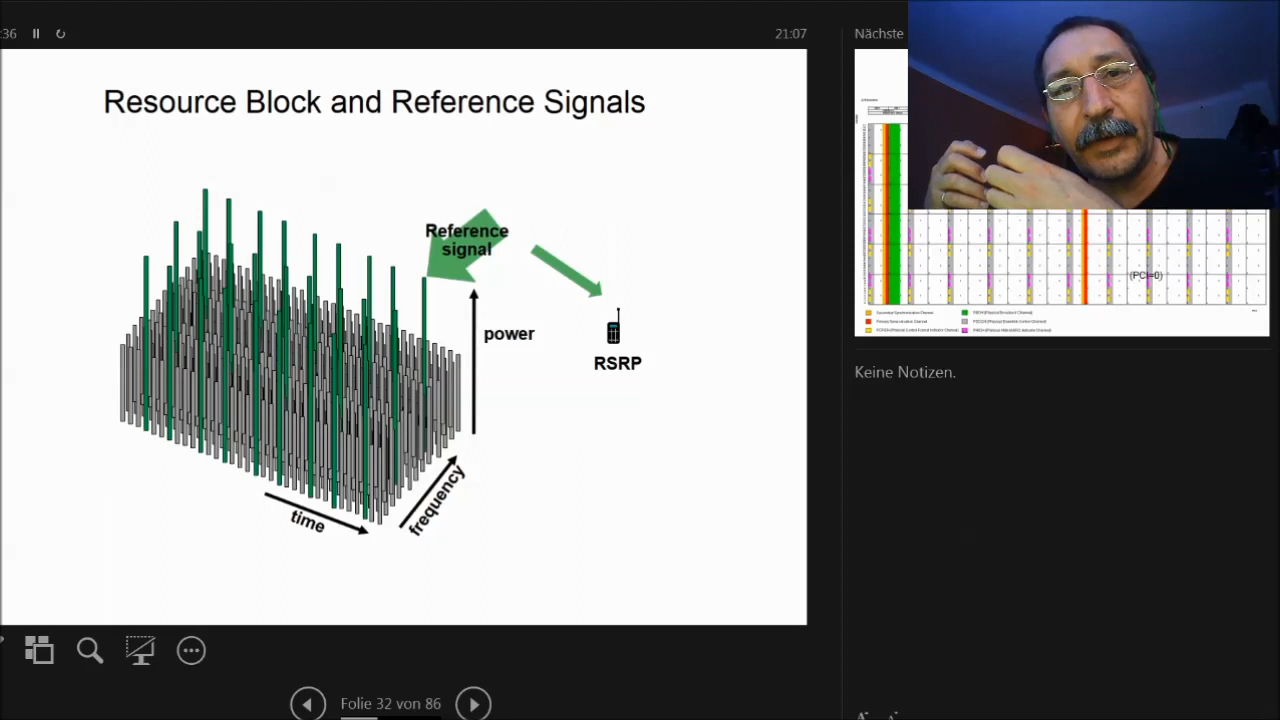 :36
21:07
Nächste
Resource Block and Reference Signals
Reference
signal
power
RSRP
time
frequency
(PCI=0)
Keine Notizen.
Folie 32 von 86